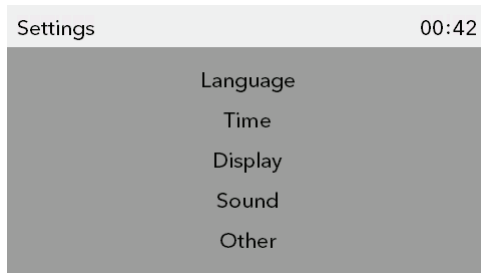 Settings 00:42
Language
Time
Display
Sound
Other